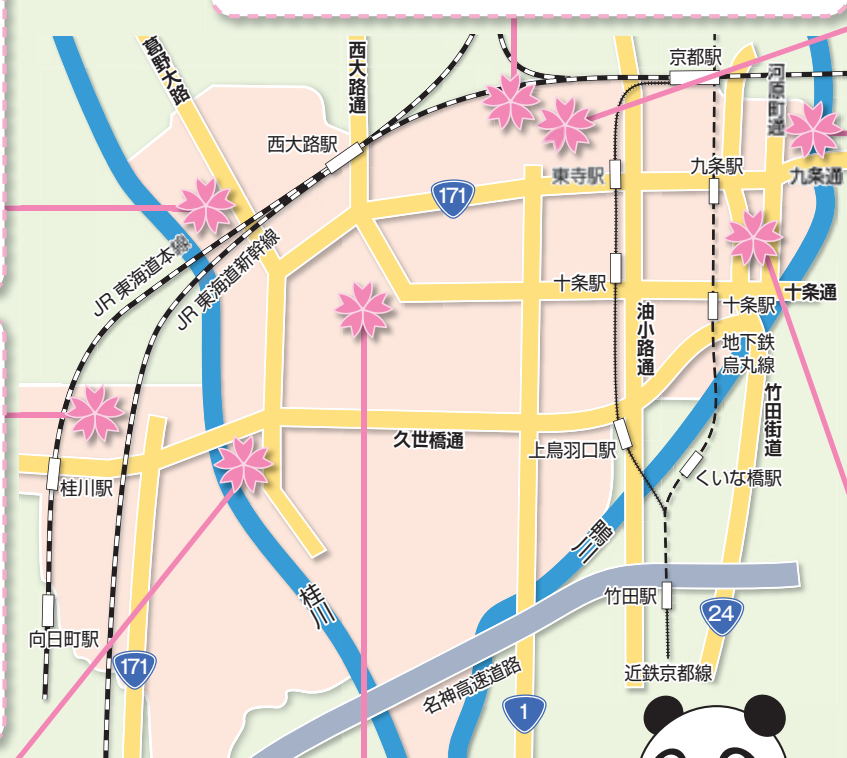 葛野大路
西大路通
京都駅
河原町通
西大路駅
東寺駅
九条駅
九条通
171
JR 東海道本線
JR 東海道新幹線
十条駅
十条通
十条駅
油小路通
地下鉄
烏丸線
竹田街道
久世橋通
上鳥羽口駅
くいな橋駅
桂川駅
鴨川
桂川
竹田駅
24
向日町駅
171
名神高速道路
近鉄京都線
1